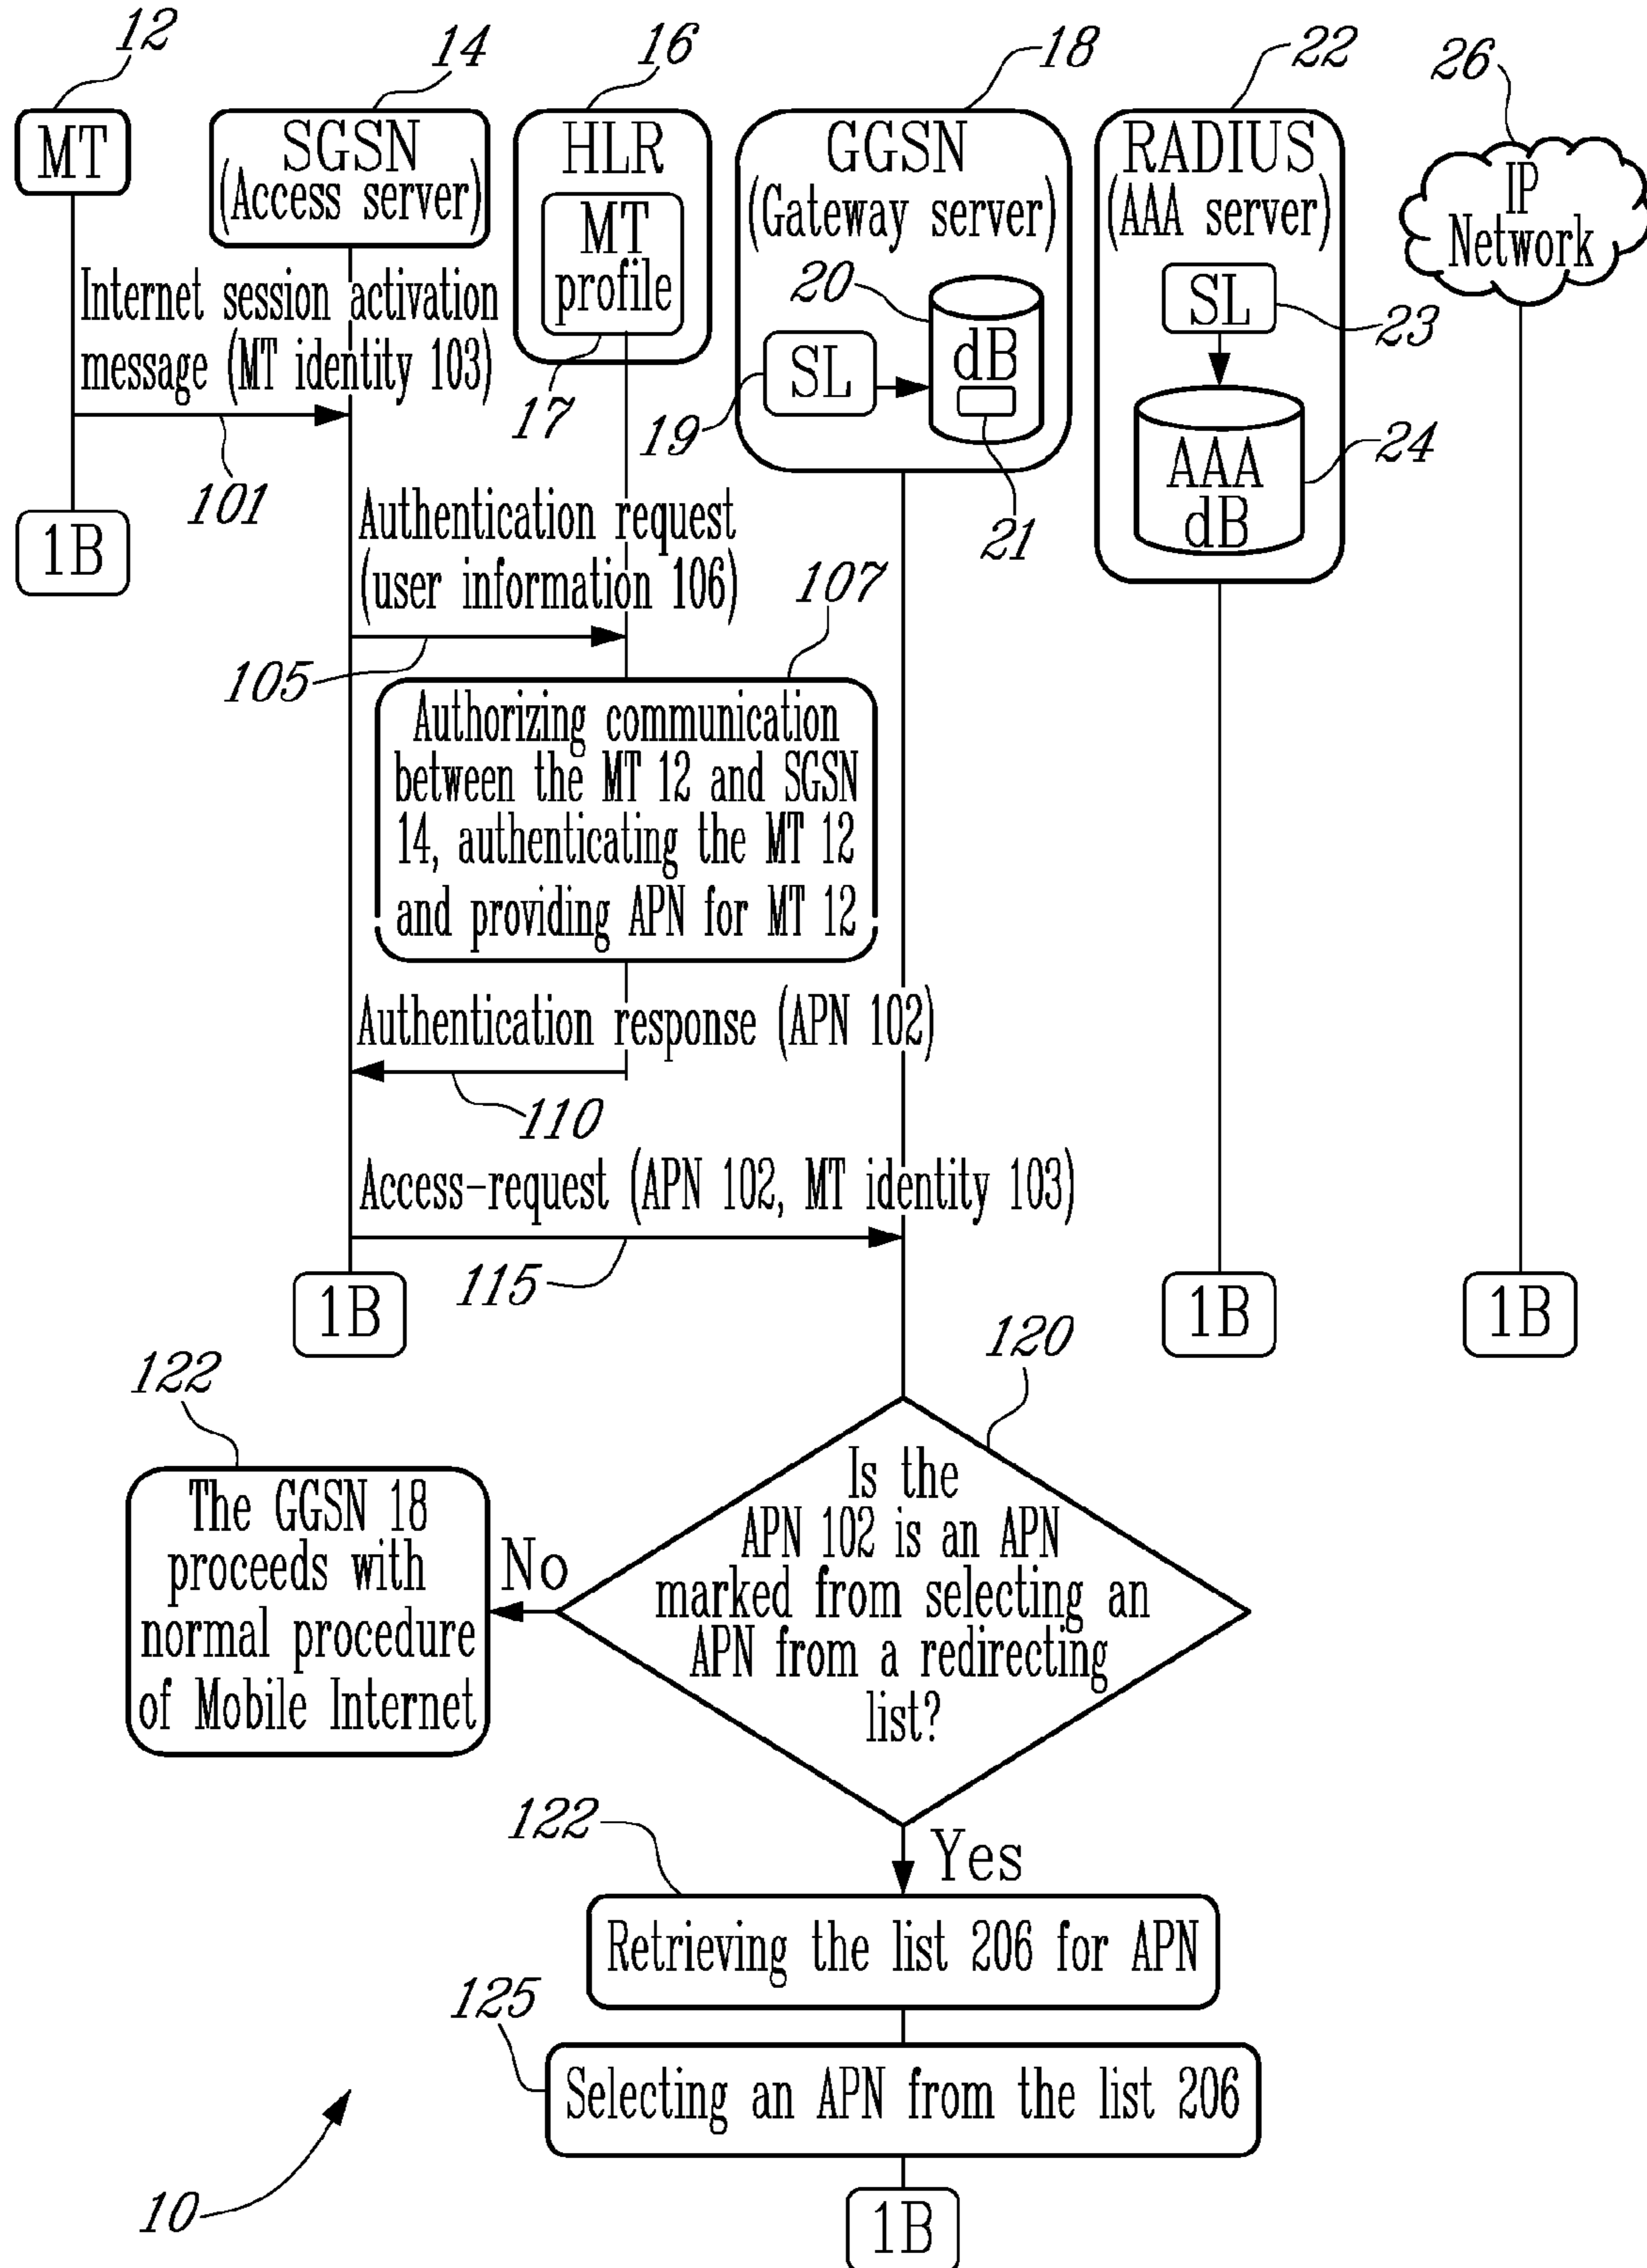 12
14
16
18
22
26
MT
SGSN
(Access server)
HLR
MT
profile
17
GGSN
(Gateway server)
20
dB
SL
19
21
RADIUS
(AAA server)
SL
23
AAA
dB
24
IP
Network
Internet session activation
message (MT identity 103)
101
1B
Authentication request
(user information 106)
105
107
Authorizing communication
between the MT 12 and SGSN
14, authenticating the MT 12
and providing APN for MT 12
Authentication response (APN 102)
110
Access-request (APN 102, MT identity 103)
115
1B
1B
1B
120
Is the
APN 102 is an APN
marked from selecting an
APN from a redirecting
list?
No
122
The GGSN 18
proceeds with
normal procedure
of Mobile Internet
Yes
122
Retrieving the list 206 for APN
125
Selecting an APN from the list 206
10
1B